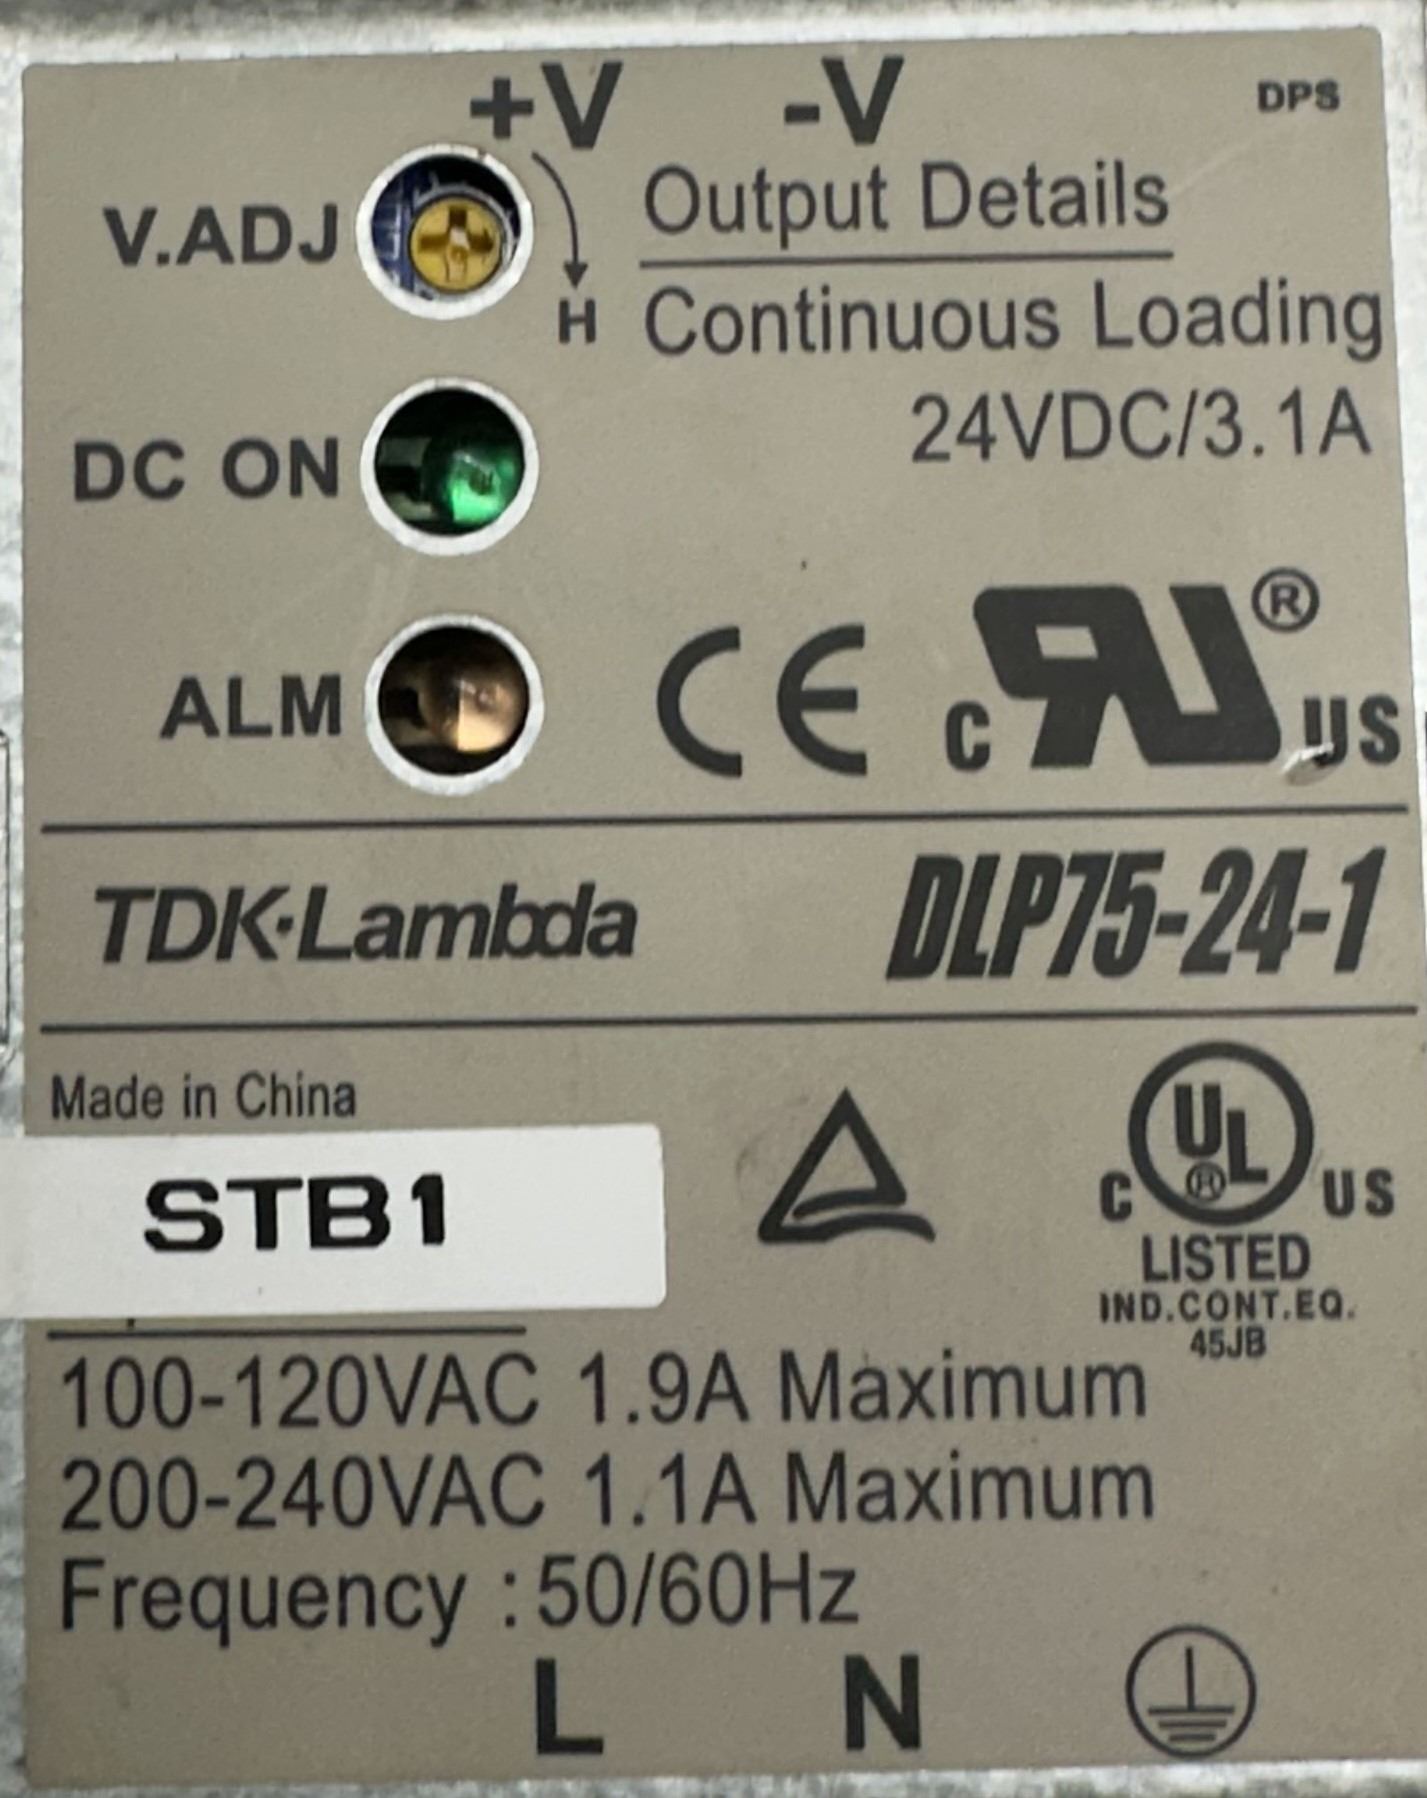 +V -V DPS
V.ADJ
Output Details
H Continuous Loading
24VDC/3.1A
DC ON
ALM
CE c RU ® US
TDK·Lambda DLP75-24-1
Made in China
STB1
C UL ® US
LISTED
IND.CONT.EQ.
45JB
100-120VAC 1.9A Maximum
200-240VAC 1.1A Maximum
Frequency : 50/60Hz
L N